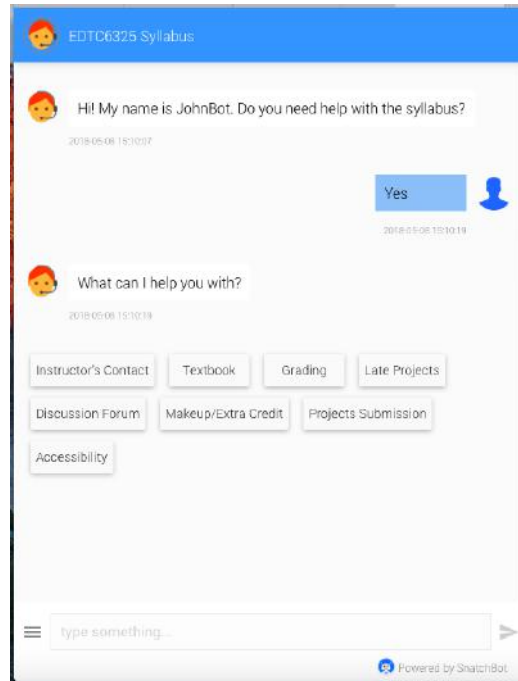 EDTC6325 Syllabus
Hi! My name is JohnBot. Do you need help with the syllabus?
2018-05-08 15:10:07
Yes
2018-05-08 15:10:19
What can I help you with?
2018-05-08 15:10:19
Instructor's Contact Textbook Grading Late Projects
Discussion Forum Makeup/Extra Credit Projects Submission
Accessibility
type something...
Powered by SnatchBot